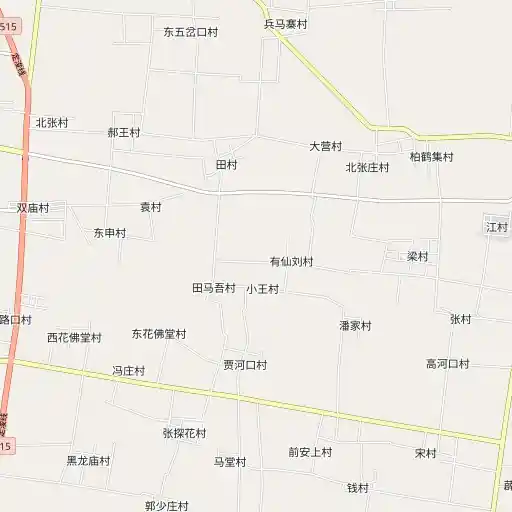 兵马寨村
515
东五岔口村
定濮线
北张村
郝王村
大营村
柏鹤集村
田村
北张庄村
双庙村
袁村
江村
东申村
梁村
有仙刘村
田马吾村
小王村
路口村
张村
潘家村
西花佛堂村
东花佛堂村
贾河口村
高河口村
冯庄村
张探花村
15
前安上村
宋村
黑龙庙村
马堂村
钱村
郭少庄村